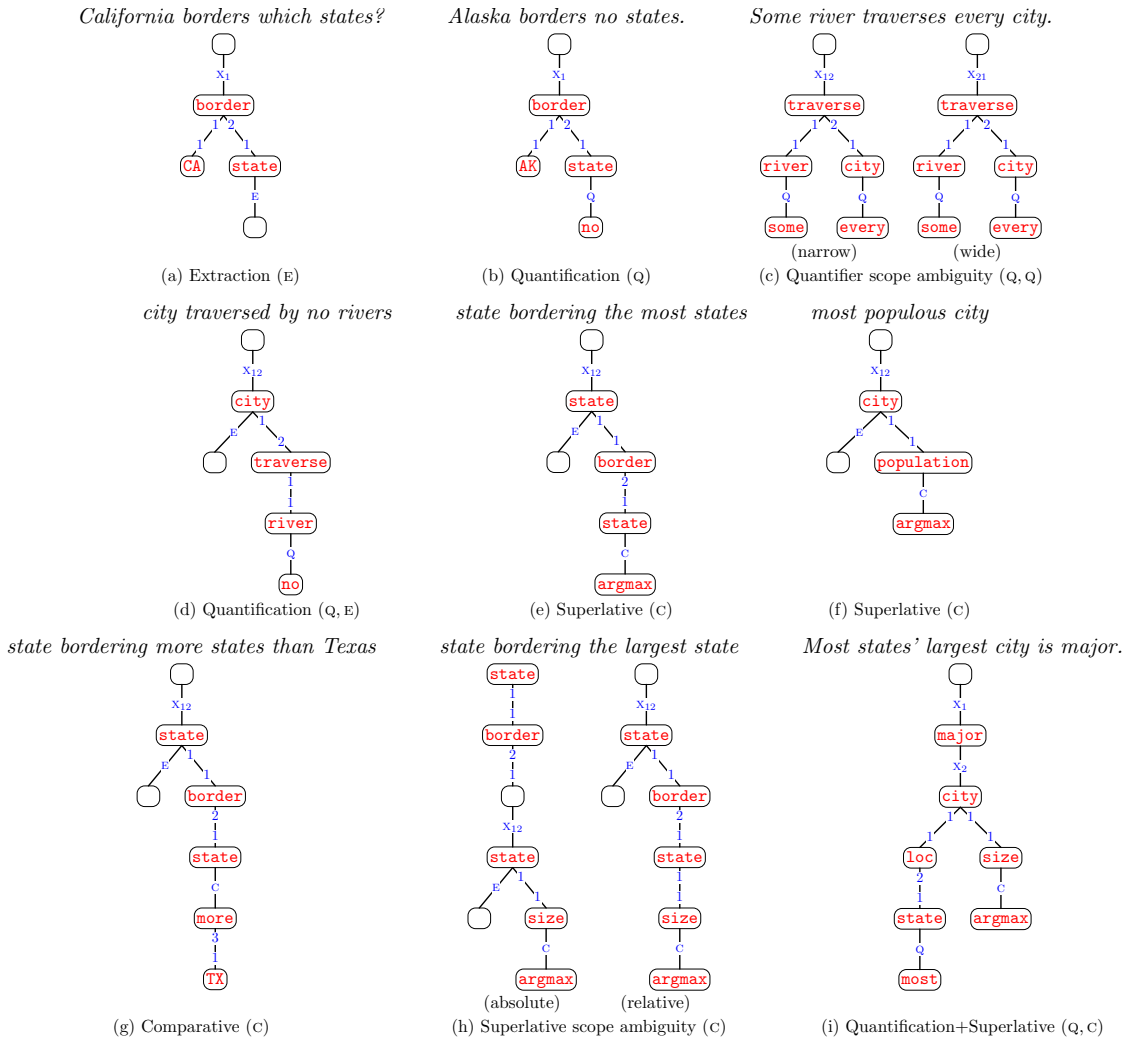 California borders which states?
X1
border
1 2
1 1
CA state
E
(a) Extraction (E)
Alaska borders no states.
X1
border
1 2
1 1
AK state
Q
no
(b) Quantification (Q)
Some river traverses every city.
X12 X21
traverse traverse
1 2 1 2
1 1 1 1
river city river city
Q Q Q Q
some every some every
(narrow) (wide)
(c) Quantifier scope ambiguity (Q, Q)
city traversed by no rivers
X12
city
E 1
2
traverse
1
1
river
Q
no
(d) Quantification (Q, E)
state bordering the most states
X12
state
E 1
1
border
2
1
state
C
argmax
(e) Superlative (C)
most populous city
X12
city
E 1
1
population
C
argmax
(f) Superlative (C)
state bordering more states than Texas
X12
state
E 1
1
border
2
1
state
C
more
3
1
TX
(g) Comparative (C)
state bordering the largest state
state
1
1
border
2
1
X12
state
E 1
1
size
C
argmax
(absolute)
X12
state
E 1
1
border
2
1
state
1
1
size
C
argmax
(relative)
(h) Superlative scope ambiguity (C)
Most states' largest city is major.
X1
major
X2
city
1 1
1 1
loc size
2 C
1 argmax
state
Q
most
(i) Quantification+Superlative (Q, C)